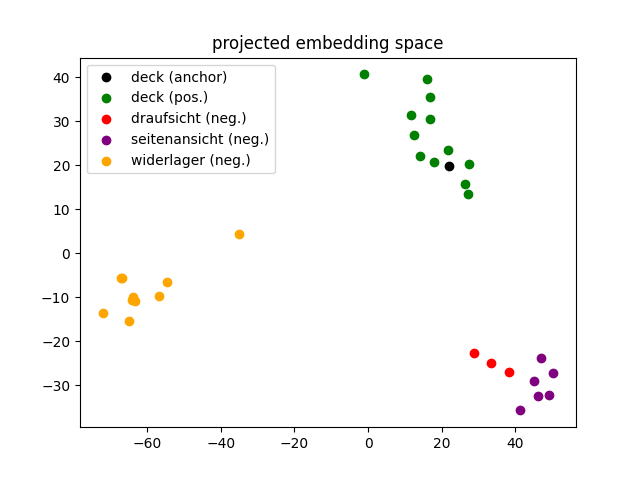 projected embedding space
deck (anchor)
deck (pos.)
draufsicht (neg.)
seitenansicht (neg.)
widerlager (neg.)
40
30
20
10
0
−10
−20
−30
−60 −40 −20 0 20 40